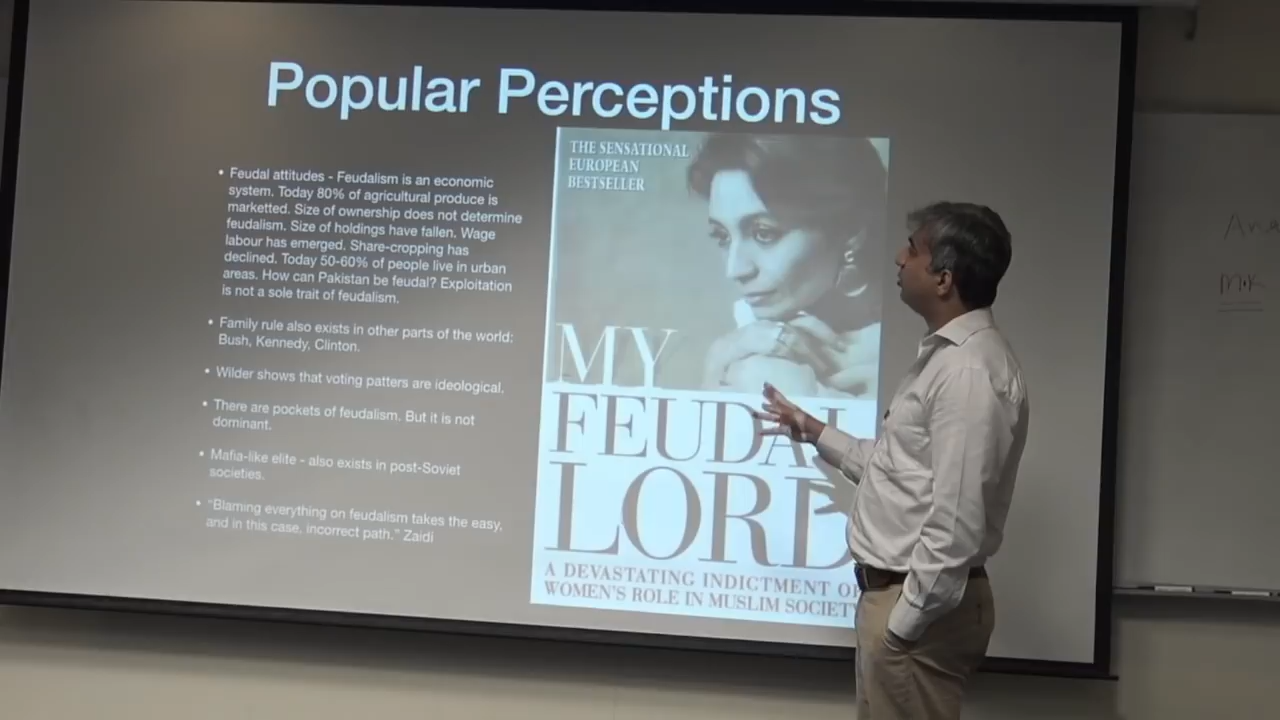 Popular Perceptions
• Feudal attitudes - Feudalism is an economic
system. Today 80% of agricultural produce is
marketted. Size of ownership does not determine
feudalism. Size of holdings have fallen. Wage
labour has emerged. Share-cropping has
declined. Today 50-60% of people live in urban
areas. How can Pakistan be feudal? Exploitation
is not a sole trait of feudalism.
• Family rule also exists in other parts of the world:
Bush, Kennedy, Clinton.
• Wilder shows that voting patters are ideological.
• There are pockets of feudalism. But it is not
dominant.
• Mafia-like elite - also exists in post-Soviet
societies.
• “Blaming everything on feudalism takes the easy,
and in this case, incorrect path.” Zaidi
THE SENSATIONAL
EUROPEAN
BESTSELLER
MY
FEUDAL
LORD
A DEVASTATING INDICTMENT OF
WOMEN'S ROLE IN MUSLIM SOCIETY
M.K